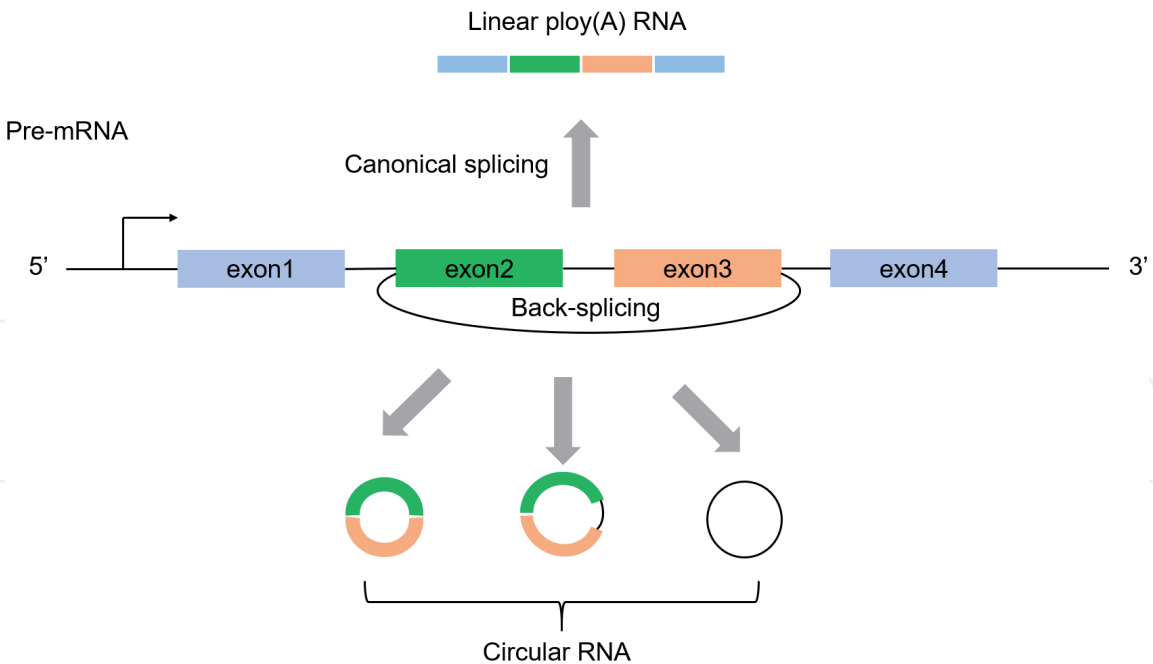 Linear ploy(A) RNA
Pre-mRNA
Canonical splicing
5’ exon1 exon2 exon3 exon4 3’
Back-splicing
Circular RNA